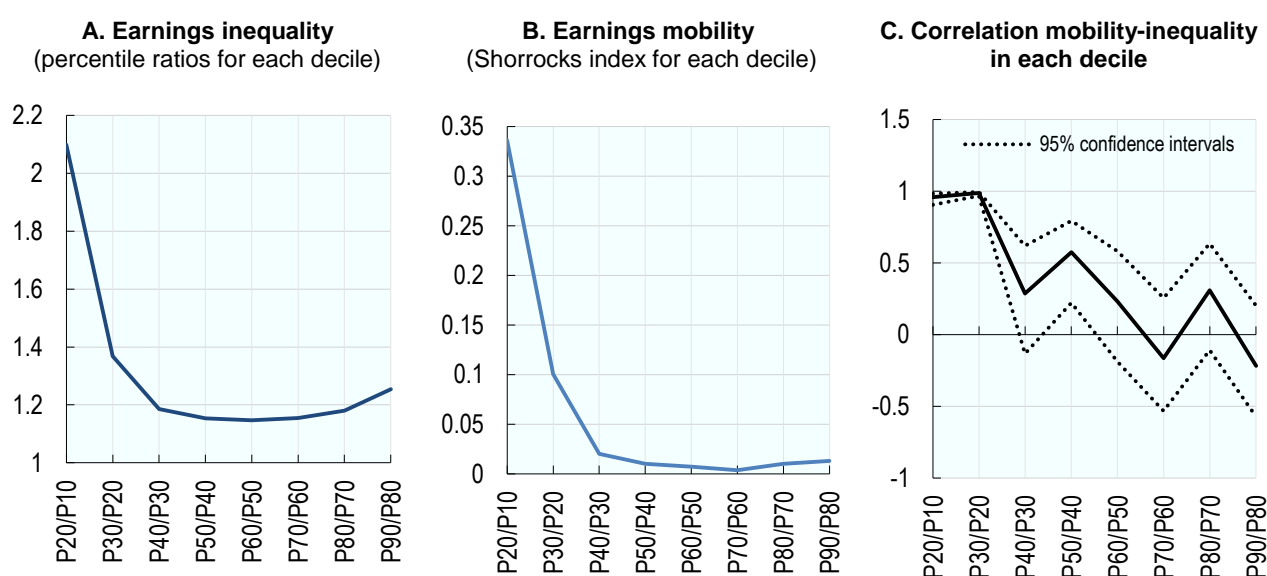 A. Earnings inequality
(percentile ratios for each decile)
2.2
2
1.8
1.6
1.4
1.2
1
P20/P10
P30/P20
P40/P30
P50/P40
P60/P50
P70/P60
P80/P70
P90/P80
B. Earnings mobility
(Shorrocks index for each decile)
0.35
0.3
0.25
0.2
0.15
0.1
0.05
0
P20/P10
P30/P20
P40/P30
P50/P40
P60/P50
P70/P60
P80/P70
P90/P80
C. Correlation mobility-inequality
in each decile
1.5
1
0.5
0
-0.5
-1
95% confidence intervals
P20/P10
P30/P20
P40/P30
P50/P40
P60/P50
P70/P60
P80/P70
P90/P80